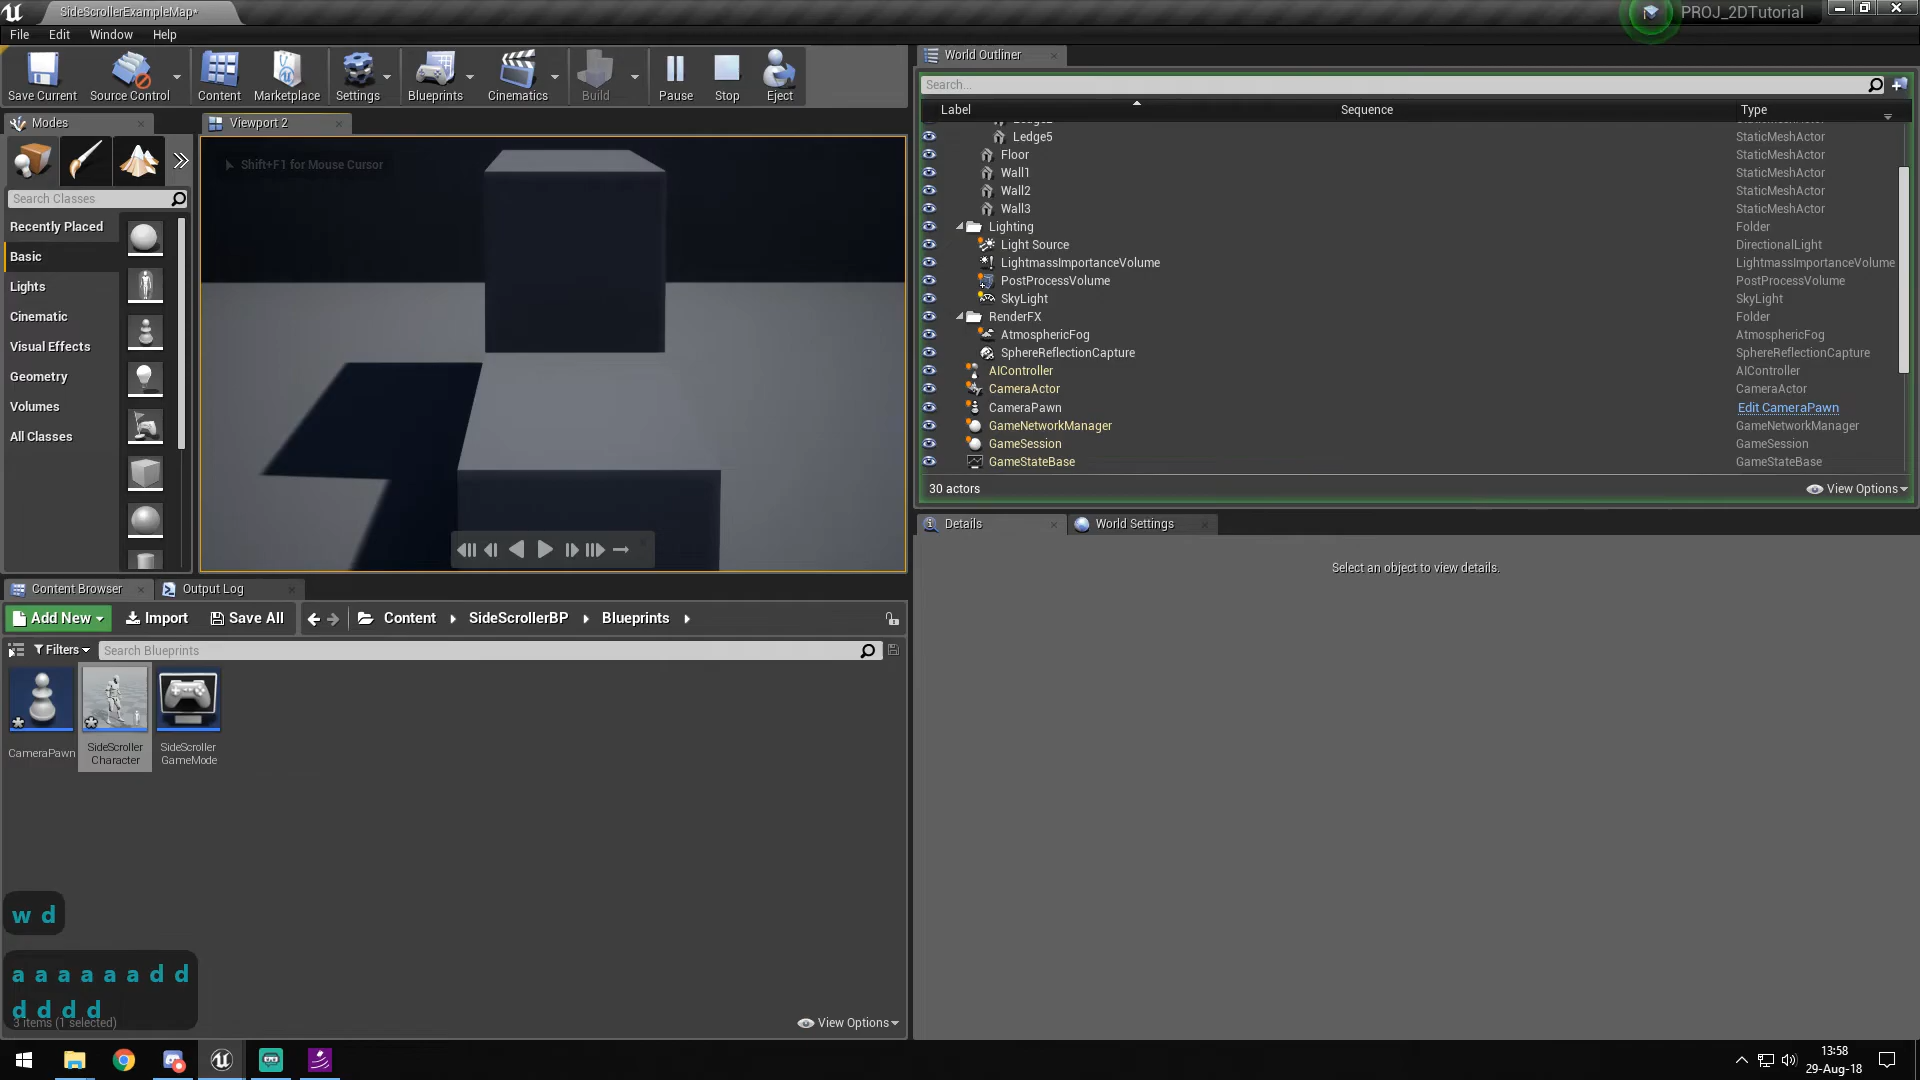 SideScrollerExampleMap*
PROJ_2DTutorial
File Edit Window Help
Save Current Source Control Content Marketplace Settings Blueprints Cinematics Build Pause Stop Eject
Modes
Viewport 2
Shift+F1 for Mouse Cursor
Search Classes
Recently Placed
Basic
Lights
Cinematic
Visual Effects
Geometry
Volumes
All Classes
World Outliner
Search...
Label Sequence Type
StaticMeshActor
Ledge5 StaticMeshActor
Floor StaticMeshActor
Wall1 StaticMeshActor
Wall2 StaticMeshActor
Wall3 StaticMeshActor
Lighting Folder
Light Source DirectionalLight
LightmassImportanceVolume LightmassImportanceVolume
PostProcessVolume PostProcessVolume
SkyLight SkyLight
RenderFX Folder
AtmosphericFog AtmosphericFog
SphereReflectionCapture SphereReflectionCapture
AIController AIController
CameraActor CameraActor
CameraPawn Edit CameraPawn
GameNetworkManager GameNetworkManager
GameSession GameSession
GameStateBase GameStateBase
30 actors View Options
Details World Settings
Select an object to view details.
Content Browser Output Log
Add New Import Save All Content SideScrollerBP Blueprints
Filters Search Blueprints
CameraPawn
SideScroller
Character
SideScroller
GameMode
w d
a a a a a a d d
d d d d
3 items (1 selected)
View Options
13:58
29-Aug-18